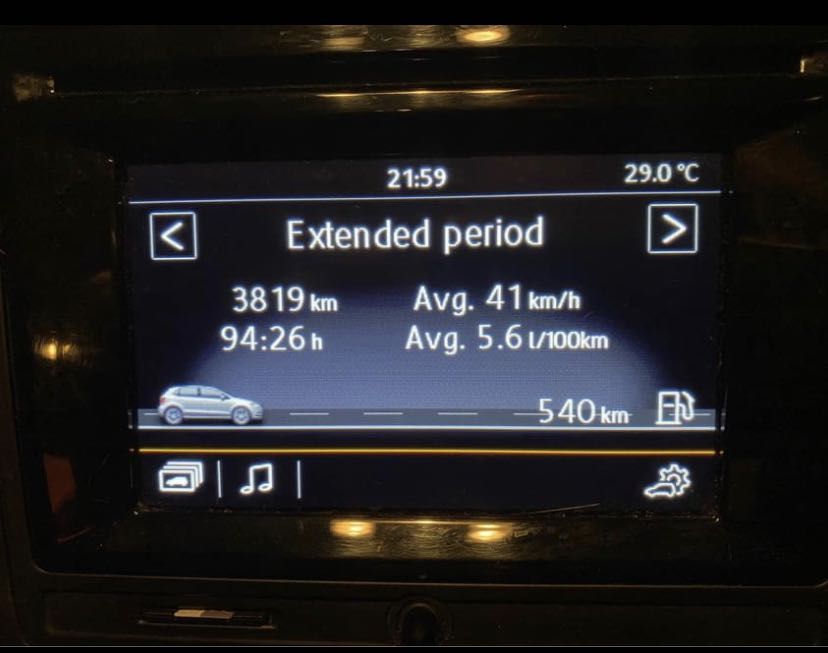 21:59 29.0 °C
< Extended period >
3819 km Avg. 41 km/h
94:26 h Avg. 5.6 l/100km
540 km